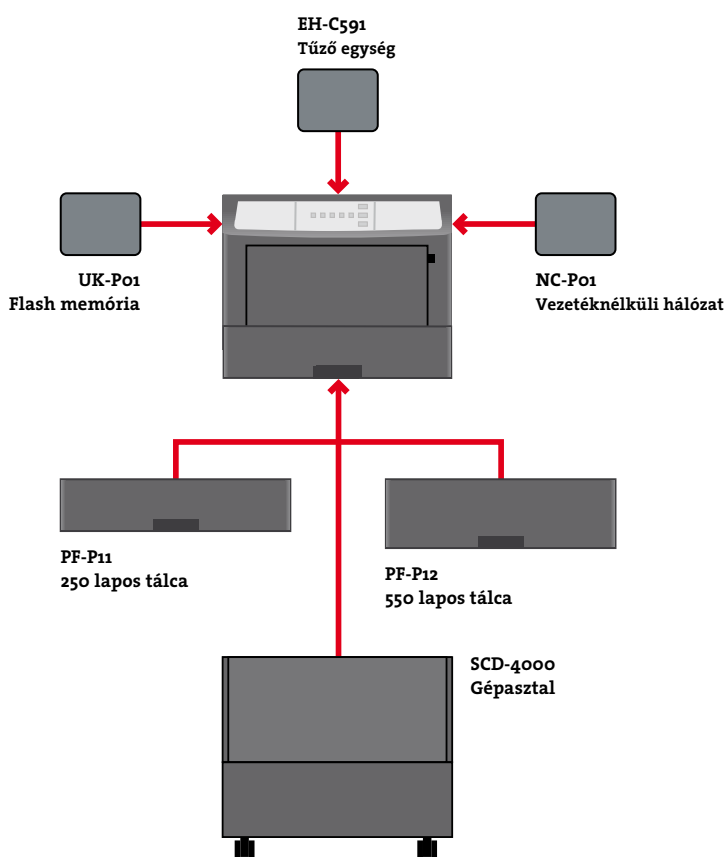 EH-C591
Tűző egység
UK-P01
Flash memória
NC-P01
Vezetéknélküli hálózat
PF-P11
250 lapos tálca
PF-P12
550 lapos tálca
SCD-4000
Gépasztal